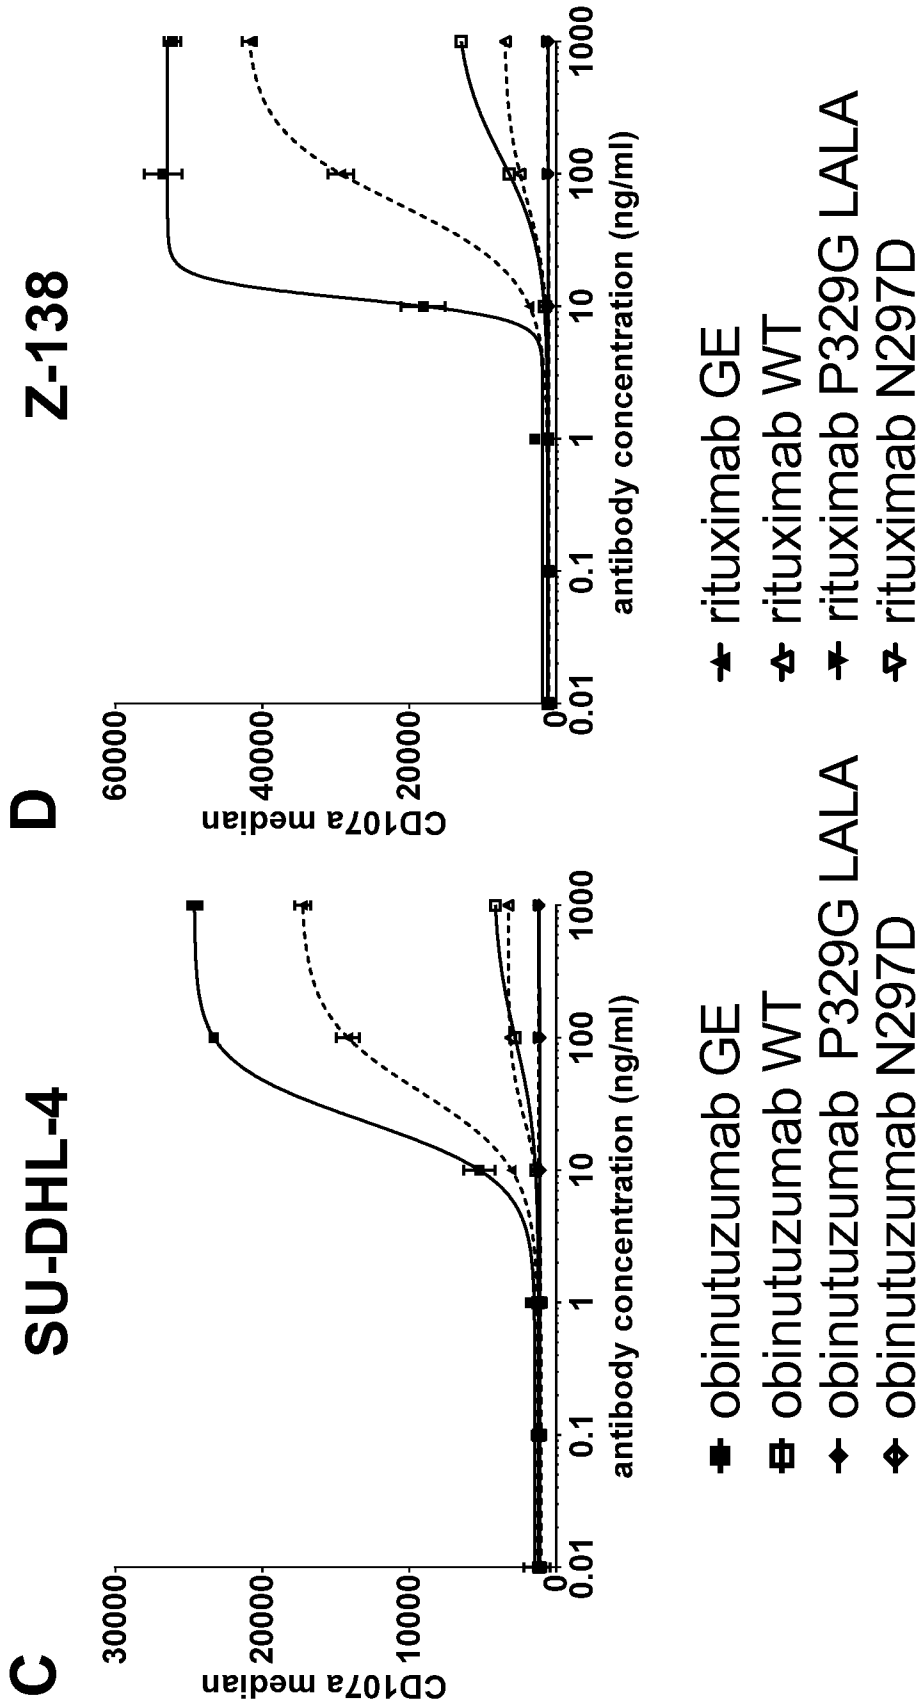 C
SU-DHL-4
CD107a median
30000
20000
10000
0
0.01 0.1 1 10 100 1000
antibody concentration (ng/ml)
D
Z-138
CD107a median
60000
40000
20000
0
0.01 0.1 1 10 100 1000
antibody concentration (ng/ml)
obinutuzumab GE
obinutuzumab WT
obinutuzumab P329G LALA
obinutuzumab N297D
rituximab GE
rituximab WT
rituximab P329G LALA
rituximab N297D